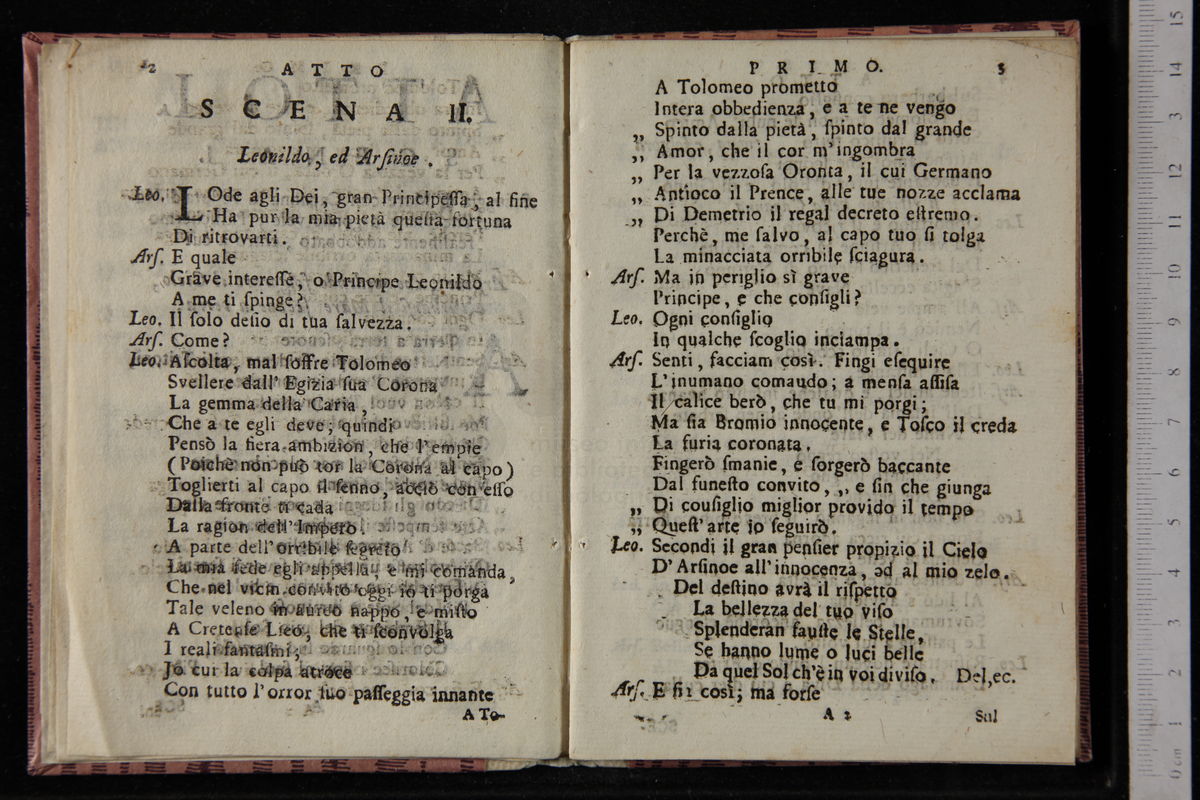 2 ATTO
SCENA II.
Leonildo, ed Arſinoe.
Leo. LOde agli Dei, gran Principeſſa, al fine
Ha pur la mia pietà queſta fortuna
Di ritrovarti.
Arſ. E quale
Grave intereſſe, o Principe Leonildo
A me ti ſpinge?
Leo. Il ſolo deſio di tua ſalvezza.
Arſ. Come?
Leo. Aſcolta, mal ſoffre Tolomeo
Svellere dall' Egizia ſua Corona
La gemma della Caria,
Che a te egli deve; quindi
Pensò la fiera ambizion, che l'empie
(Poichè non può tor la Corona al capo)
Toglierti al capo il ſenno, acciò con eſſo
Dalla fronte ti cada
La ragion dell'Impero.
A parte dell'orribile ſegreto
La mia fede egli appella, e mi comanda,
Che nel vicin convito oggi io ti porga
Tale veleno in aureo nappo, e miſto
A Cretenſe Lieo, che ti ſconvolga
I reali fantaſmi;
Jo cui la colpa atroce
Con tutto l'orror ſuo paſſeggia innante
A To-
PRIMO. 3
A Tolomeo prometto
Intera obbedienza, e a te ne vengo
„ Spinto dalla pietà, ſpinto dal grande
„ Amor, che il cor m'ingombra
„ Per la vezzoſa Oronta, il cui Germano
„ Antioco il Prence, alle tue nozze acclama
„ Di Demetrio il regal decreto eſtremo.
Perchè, me ſalvo, al capo tuo ſi tolga
La minacciata orribile ſciagura.
Arſ. Ma in periglio sì grave
Principe, e che conſigli?
Leo. Ogni conſiglio
In qualche ſcoglio inciampa.
Arſ. Senti, facciam così. Fingi eſequire
L'inumano comaudo; a menſa aſſiſa
Il calice berò, che tu mi porgi;
Ma ſia Bromio innocente, e Toſco il creda
La furia coronata.
Fingerò ſmanie, e ſorgerò baccante
Dal funeſto convito, „ e ſin che giunga
„ Di couſiglio miglior provido il tempo
„ Queſt'arte io ſeguirò.
Leo. Secondi il gran penſier propizio il Cielo
D'Arſinoe all'innocenza, ed al mio zelo.
Del deſtino avrà il riſpetto
La bellezza del tuo viſo
Splenderan fauſte le Stelle,
Se hanno lume o luci belle
Da quel Sol ch'è in voi diviſo. Del, ec.
Arſ. E ſia così; ma forſe
A 2 Sul